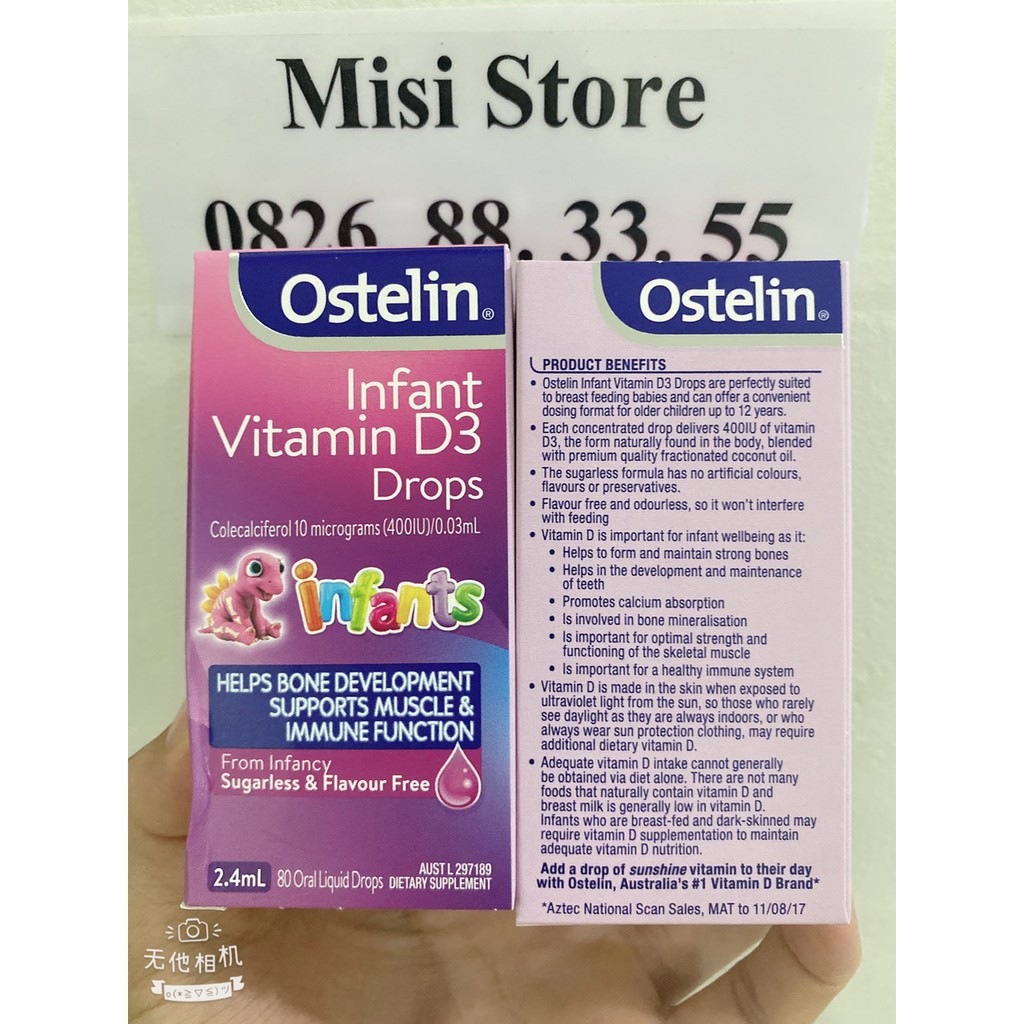 Misi Store
0826 88. 33. 55
Ostelin®
Infant
Vitamin D3
Drops
Colecalciferol 10 micrograms (400IU)/0.03mL
infants
HELPS BONE DEVELOPMENT
SUPPORTS MUSCLE &
IMMUNE FUNCTION
From Infancy
Sugarless & Flavour Free
2.4mL
80 Oral Liquid Drops
AUST L 297189
DIETARY SUPPLEMENT
Ostelin®
PRODUCT BENEFITS
• Ostelin Infant Vitamin D3 Drops are perfectly suited
to breast feeding babies and can offer a convenient
dosing format for older children up to 12 years.
• Each concentrated drop delivers 400IU of vitamin
D3, the form naturally found in the body, blended
with premium quality fractionated coconut oil.
• The sugarless formula has no artificial colours,
flavours or preservatives.
• Flavour free and odourless, so it won't interfere
with feeding
• Vitamin D is important for infant wellbeing as it:
• Helps to form and maintain strong bones
• Helps in the development and maintenance
of teeth
• Promotes calcium absorption
• Is involved in bone mineralisation
• Is important for optimal strength and
functioning of the skeletal muscle
• Is important for a healthy immune system
• Vitamin D is made in the skin when exposed to
ultraviolet light from the sun, so those who rarely
see daylight as they are always indoors, or who
always wear sun protection clothing, may require
additional dietary vitamin D.
• Adequate vitamin D intake cannot generally
be obtained via diet alone. There are not many
foods that naturally contain vitamin D and
breast milk is generally low in vitamin D.
Infants who are breast-fed and dark-skinned may
require vitamin D supplementation to maintain
adequate vitamin D nutrition.
Add a drop of sunshine vitamin to their day
with Ostelin, Australia's #1 Vitamin D Brand*
*Aztec National Scan Sales, MAT to 11/08/17
无他相机
o(*≧▽≦)ツ